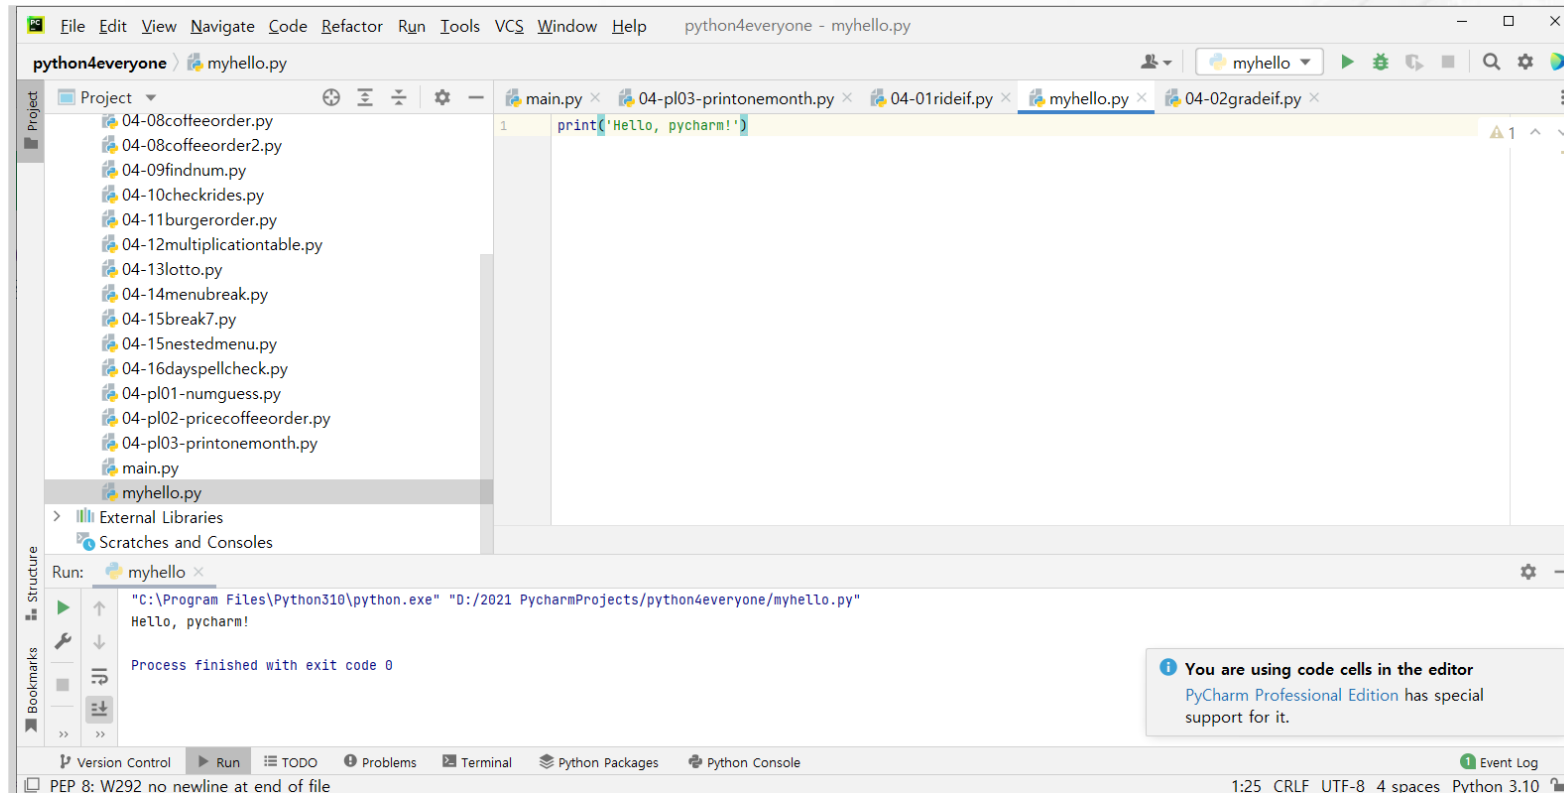 PC File Edit View Navigate Code Refactor Run Tools VCS Window Help python4everyone - myhello.py
python4everyone myhello.py myhello
Project
Project
main.py 04-pl03-printonemonth.py 04-01rideif.py myhello.py 04-02gradeif.py
04-08coffeeorder.py
04-08coffeeorder2.py
04-09findnum.py
04-10checkrides.py
04-11burgerorder.py
04-12multiplicationtable.py
04-13lotto.py
04-14menubreak.py
04-15break7.py
04-15nestedmenu.py
04-16dayspellcheck.py
04-pl01-numguess.py
04-pl02-pricecoffeeorder.py
04-pl03-printonemonth.py
main.py
myhello.py
External Libraries
Scratches and Consoles
1 print('Hello, pycharm!')
1
Structure
Bookmarks
Run: myhello
"C:\Program Files\Python310\python.exe" "D:/2021 PycharmProjects/python4everyone/myhello.py"
Hello, pycharm!
Process finished with exit code 0
You are using code cells in the editor
PyCharm Professional Edition has special
support for it.
Version Control Run TODO Problems Terminal Python Packages Python Console 1 Event Log
PEP 8: W292 no newline at end of file 1:25 CRLF UTF-8 4 spaces Python 3.10